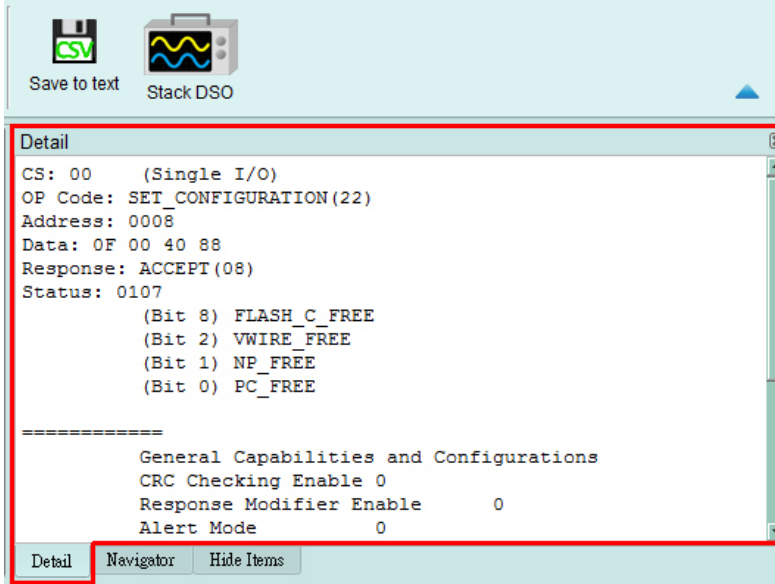 CSV
Save to text
Stack DSO
Detail
CS: 00 (Single I/O)
OP Code: SET_CONFIGURATION(22)
Address: 0008
Data: 0F 00 40 88
Response: ACCEPT(08)
Status: 0107
(Bit 8) FLASH_C_FREE
(Bit 2) VWIRE_FREE
(Bit 1) NP_FREE
(Bit 0) PC_FREE
============
General Capabilities and Configurations
CRC Checking Enable 0
Response Modifier Enable 0
Alert Mode 0
Detail Navigator Hide Items